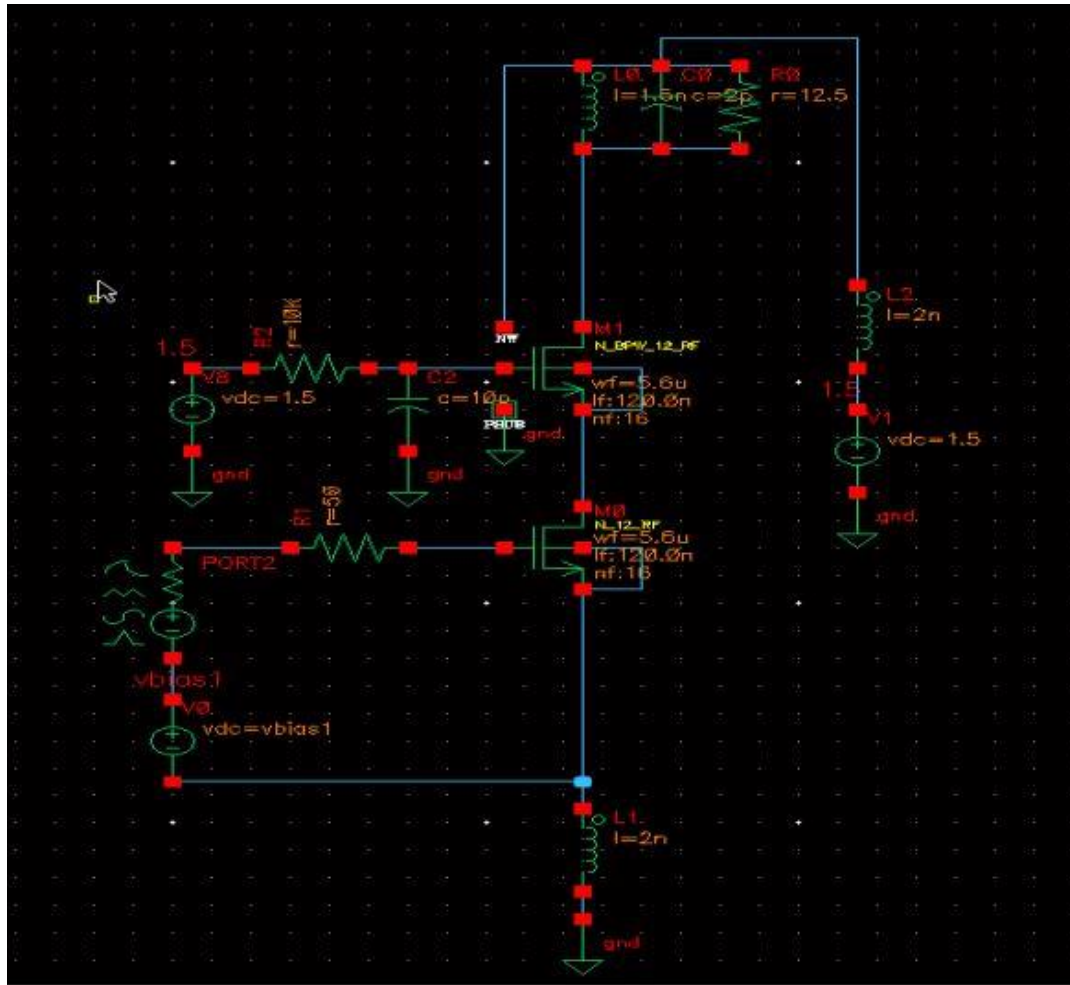 L0
C0
R0
l=1.5n
c=2p
r=12.5
L2
l=2n
R2
r=10K
NW
M1
N_BPW_12_RF
1.5
V8
vdc=1.5
C2
c=10p
wf=5.6u
lf:120.0n
nf:16
PSUB
gnd
1.5
V1
vdc=1.5
gnd
gnd
gnd
R1
r=50
M0
N_12_RF
wf=5.6u
lf:120.0n
nf:16
PORT2
vbias1
V0
vdc=vbias1
L1
l=2n
gnd